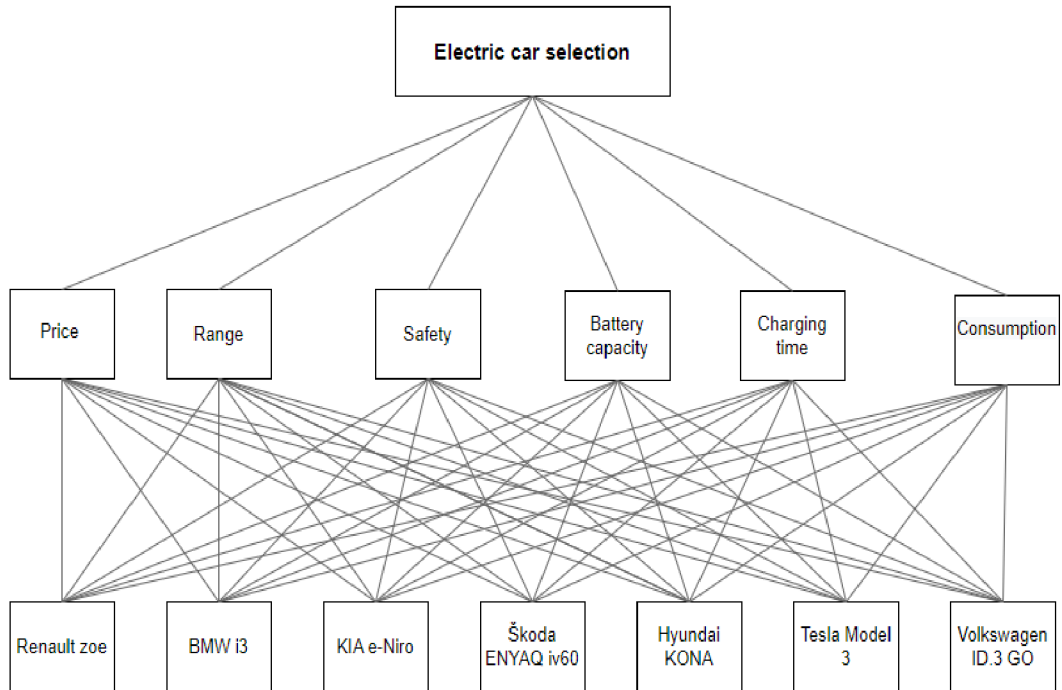 Electric car selection
Price
Range
Safety
Battery
capacity
Charging
time
Consumption
Renault zoe
BMW i3
KIA e-Niro
Škoda
ENYAQ iv60
Hyundai
KONA
Tesla Model
3
Volkswagen
ID.3 GO